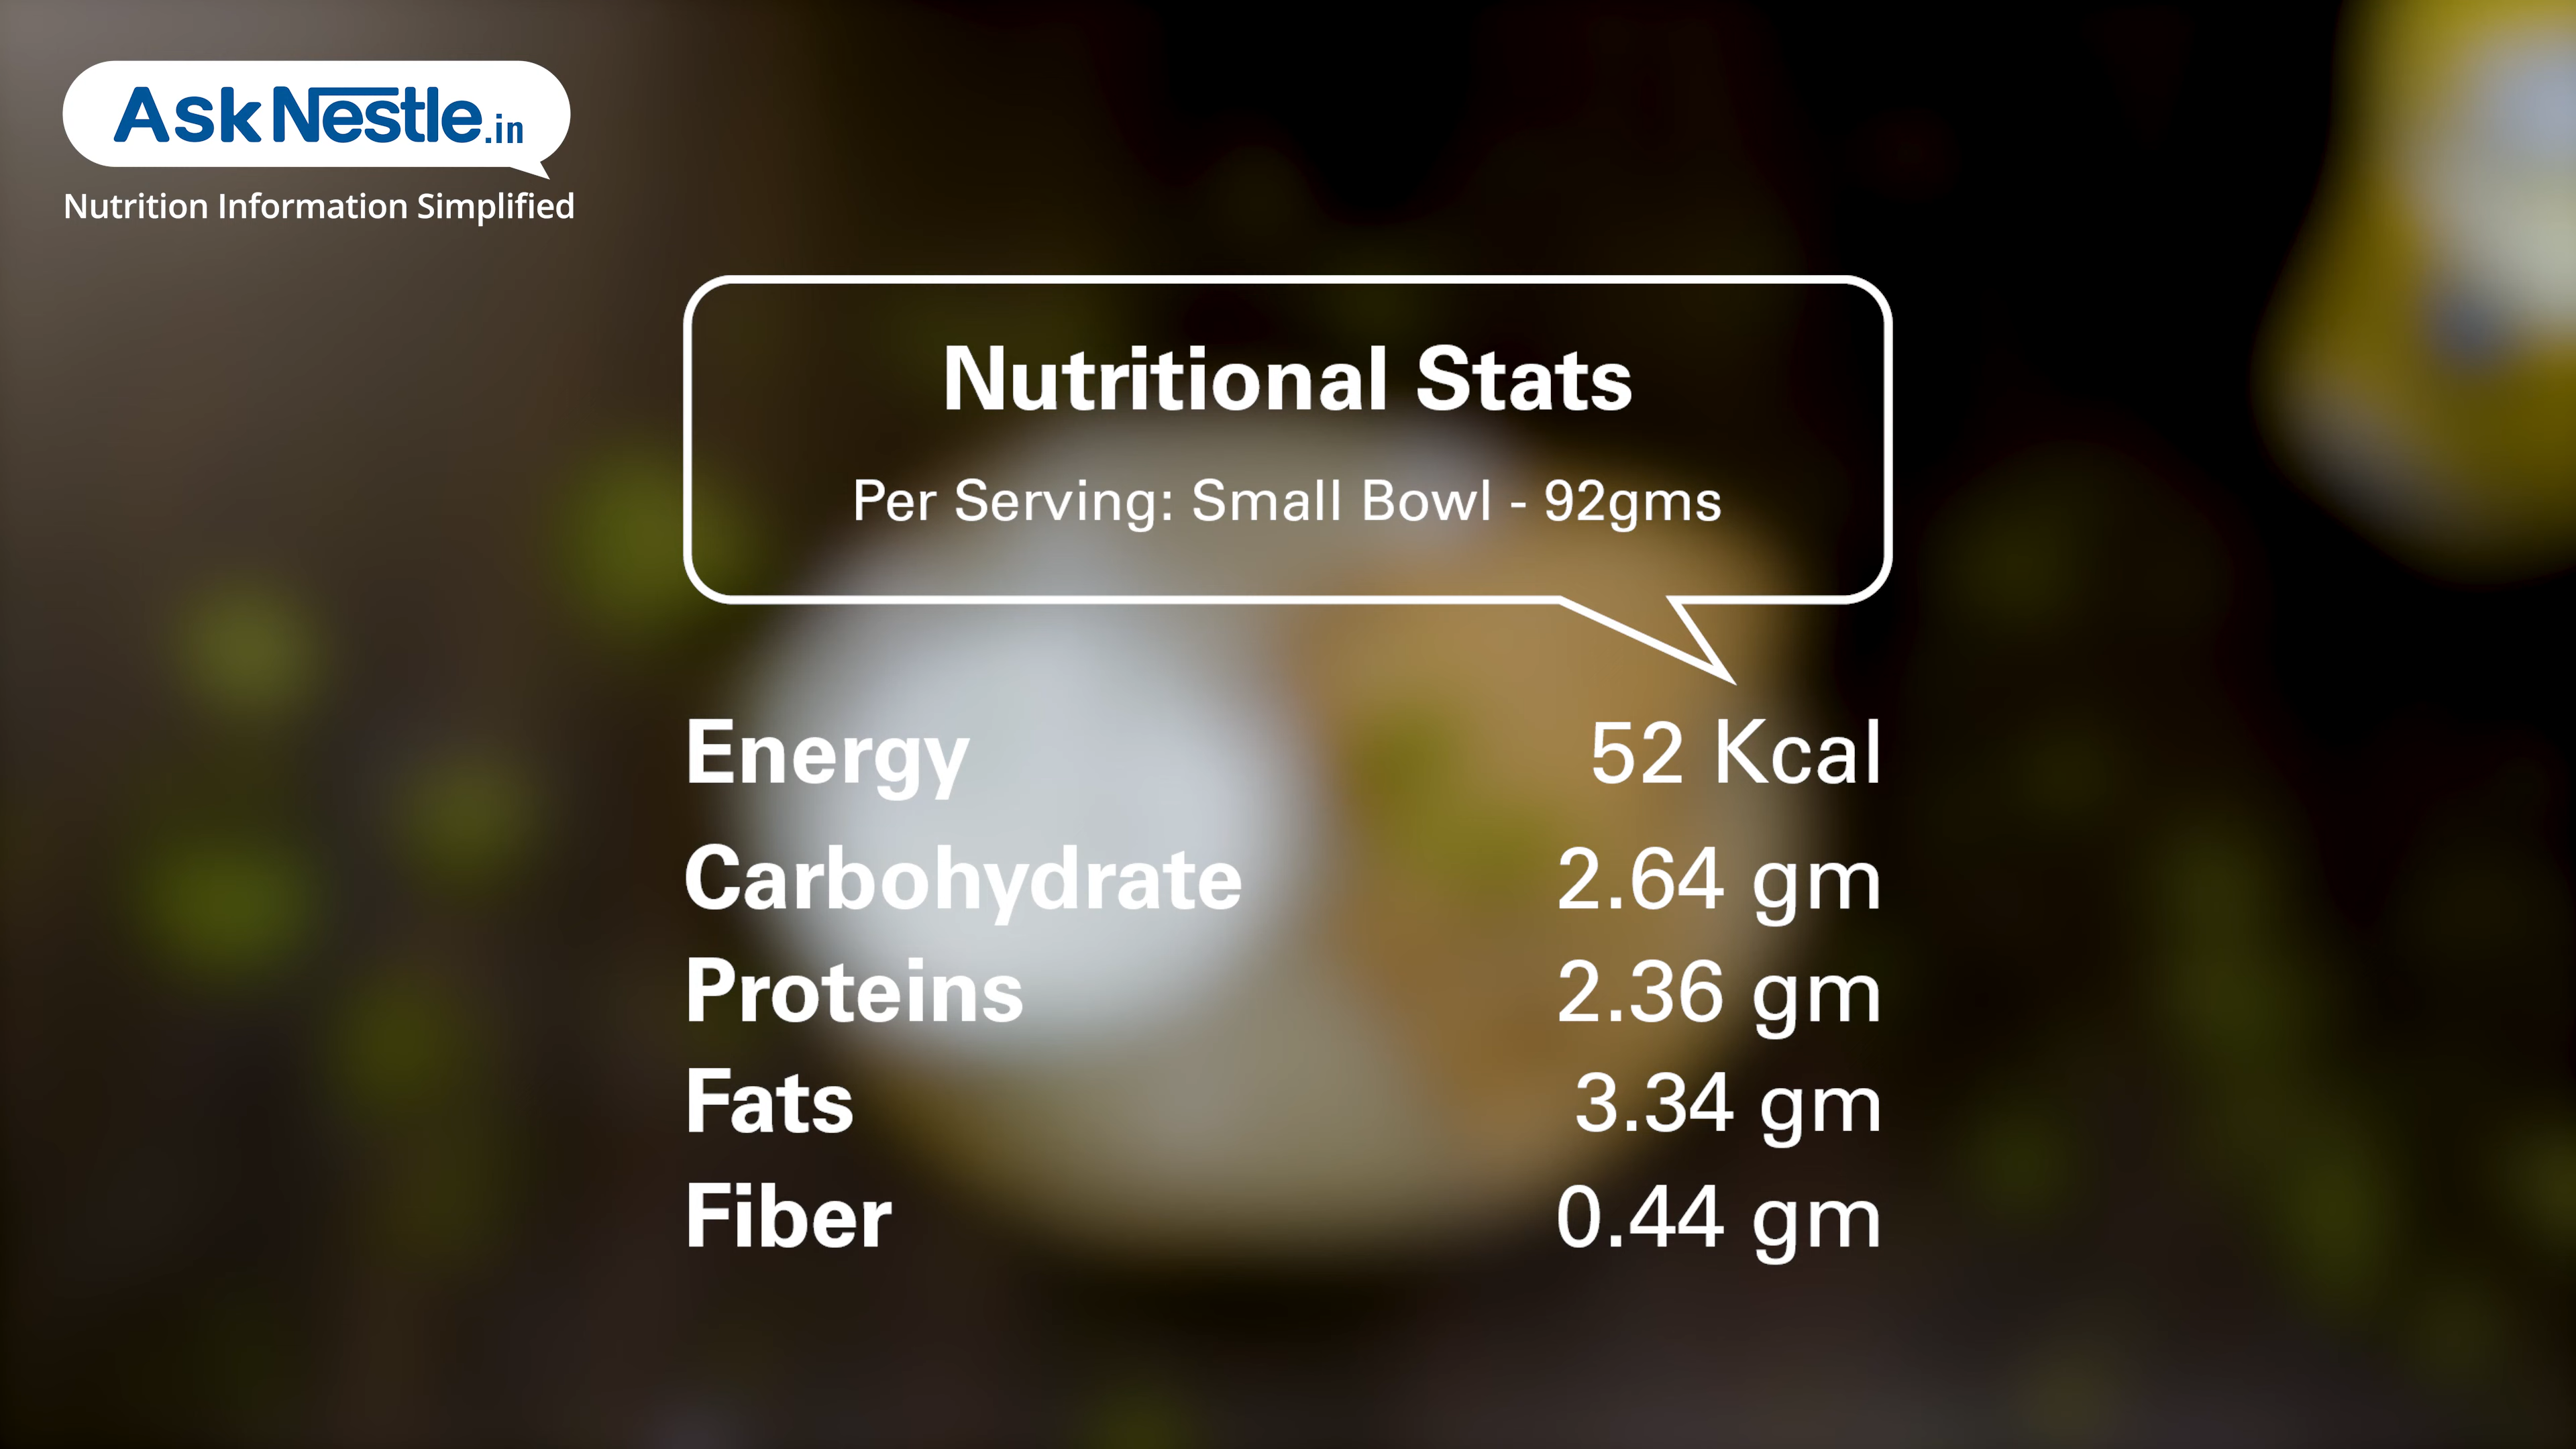 AskNestle.in
Nutrition Information Simplified
Nutritional Stats
Per Serving: Small Bowl - 92gms
Energy 52 Kcal
Carbohydrate 2.64 gm
Proteins 2.36 gm
Fats 3.34 gm
Fiber 0.44 gm